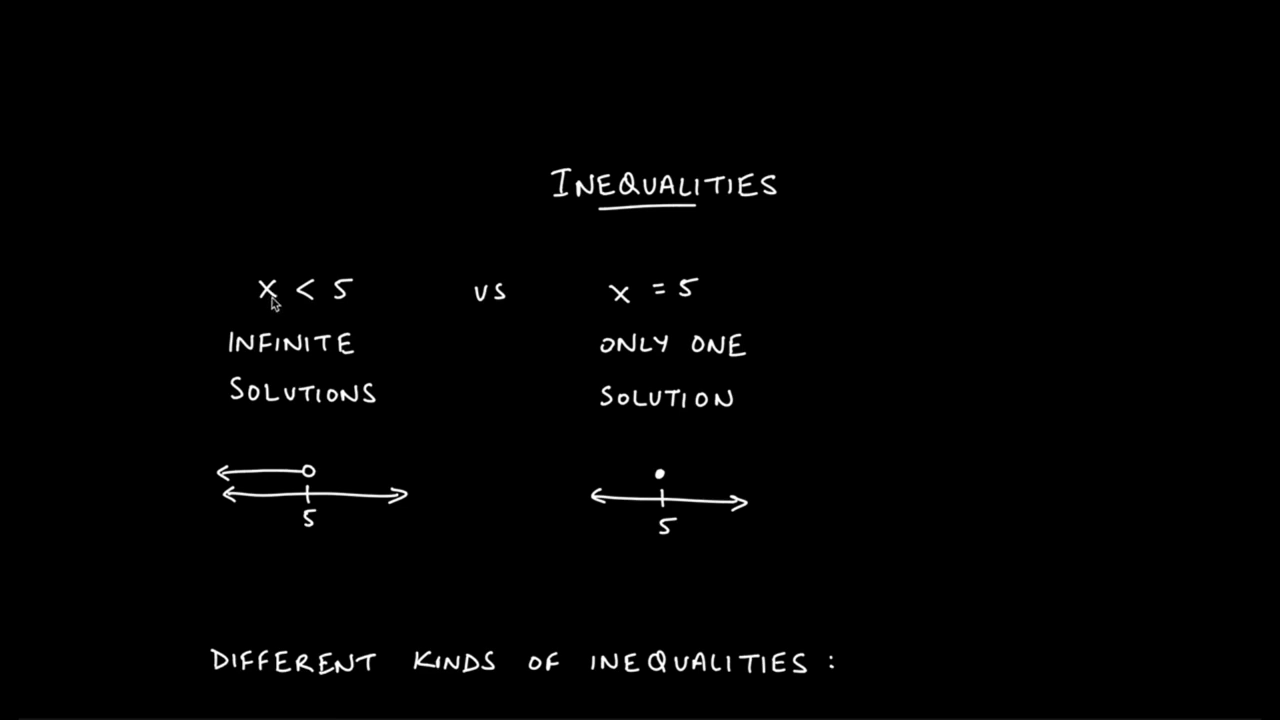 INEQUALITIES
x < 5 vs x = 5
INFINITE ONLY ONE
SOLUTIONS SOLUTION
5 5
DIFFERENT KINDS OF INEQUALITIES :